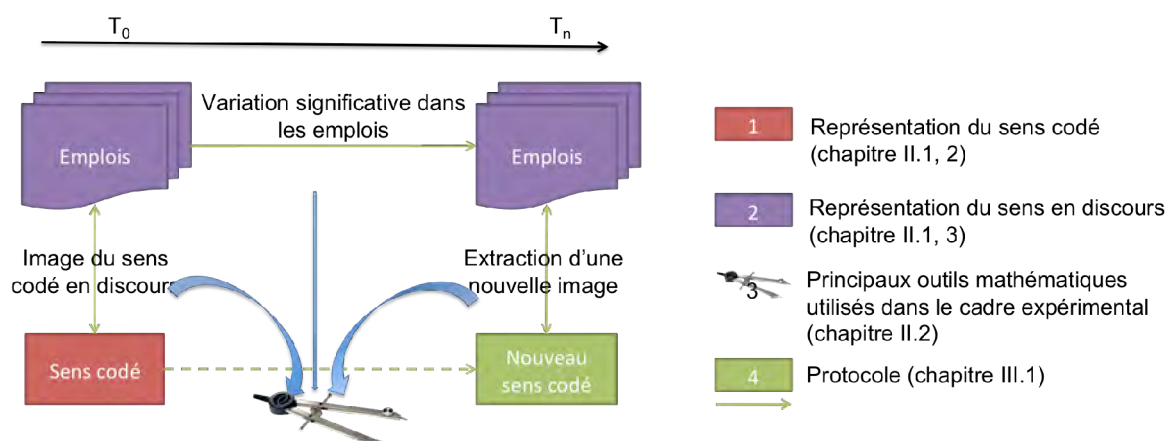 T0
Tn
Variation significative dans
les emplois
Emplois
Emplois
Image du sens
codé en discours
Extraction d'une
nouvelle image
Sens codé
Nouveau
sens codé
1
Représentation du sens codé
(chapitre II.1, 2)
2
Représentation du sens en discours
(chapitre II.1, 3)
3
Principaux outils mathématiques
utilisés dans le cadre expérimental
(chapitre II.2)
4
Protocole (chapitre III.1)